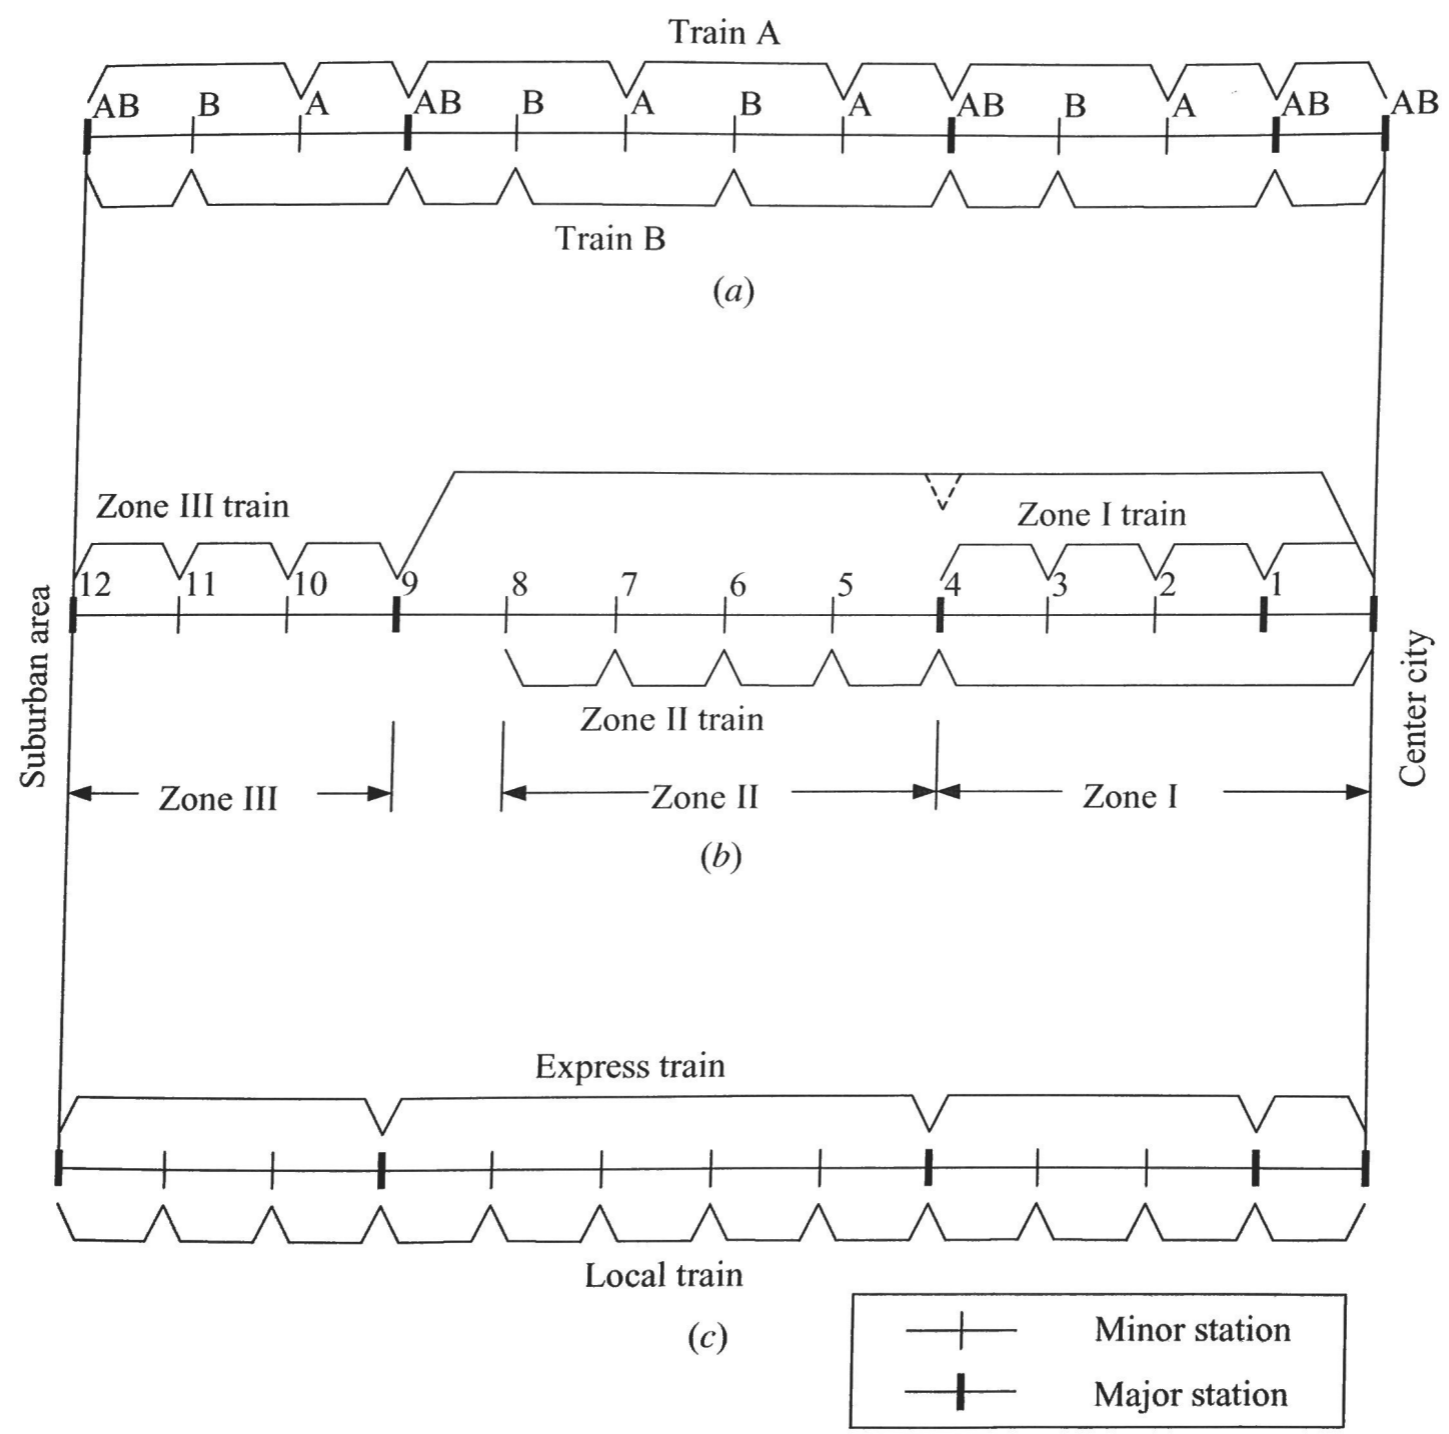 Train A
AB B A AB B A B A AB B A AB AB
Train B
(a)
Zone III train
Zone I train
12 11 10 9 8 7 6 5 4 3 2 1
Suburban area
Center city
Zone II train
Zone III
Zone II
Zone I
(b)
Express train
Local train
(c)
Minor station
Major station